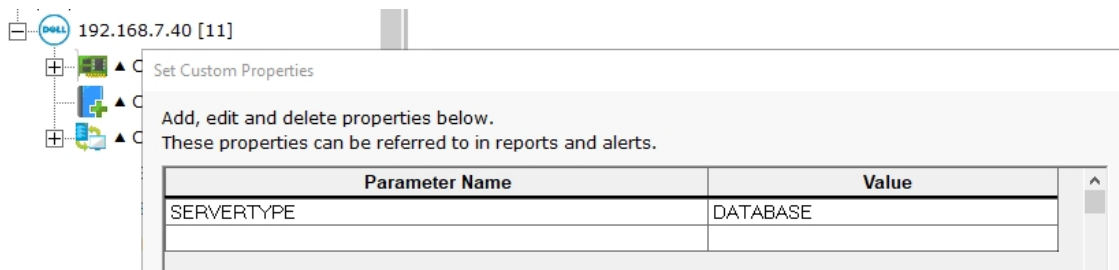 DELL 192.168.7.40 [11]
▲ C
Set Custom Properties
▲ C
Add, edit and delete properties below.
▲ C
These properties can be referred to in reports and alerts.
Parameter Name Value
SERVERTYPE DATABASE